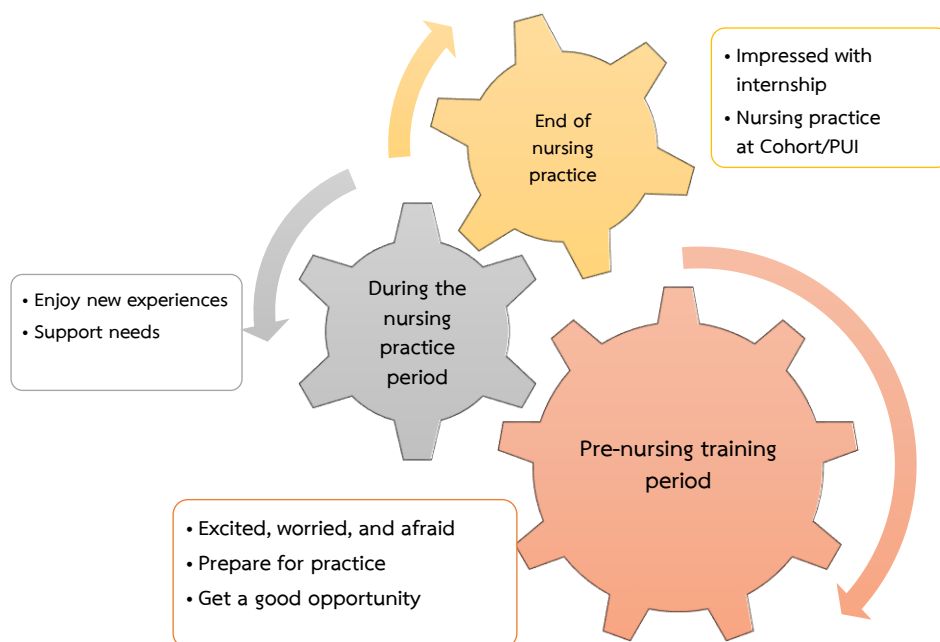 End of
nursing
practice
• Impressed with
internship
• Nursing practice
at Cohort/PUI
During the
nursing
practice
period
• Enjoy new experiences
• Support needs
Pre-nursing training
period
• Excited, worried, and afraid
• Prepare for practice
• Get a good opportunity